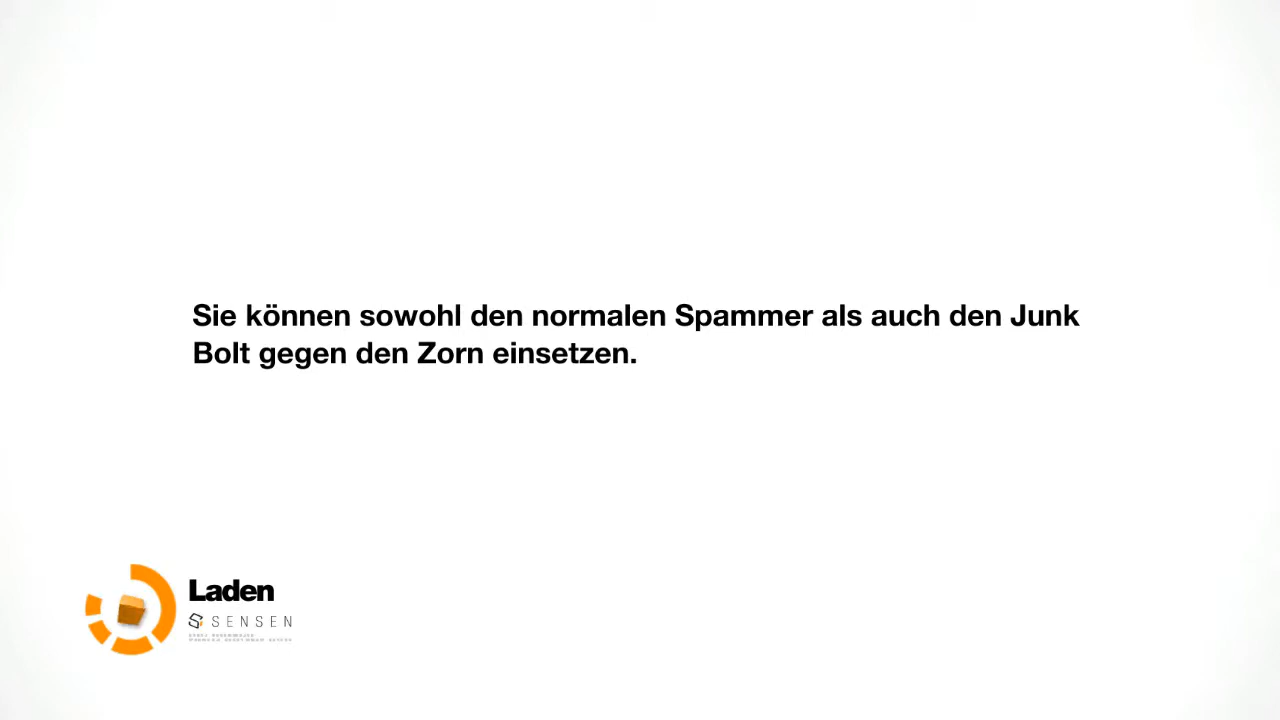 Sie können sowohl den normalen Spammer als auch den Junk
Bolt gegen den Zorn einsetzen.
Laden
SENSEN